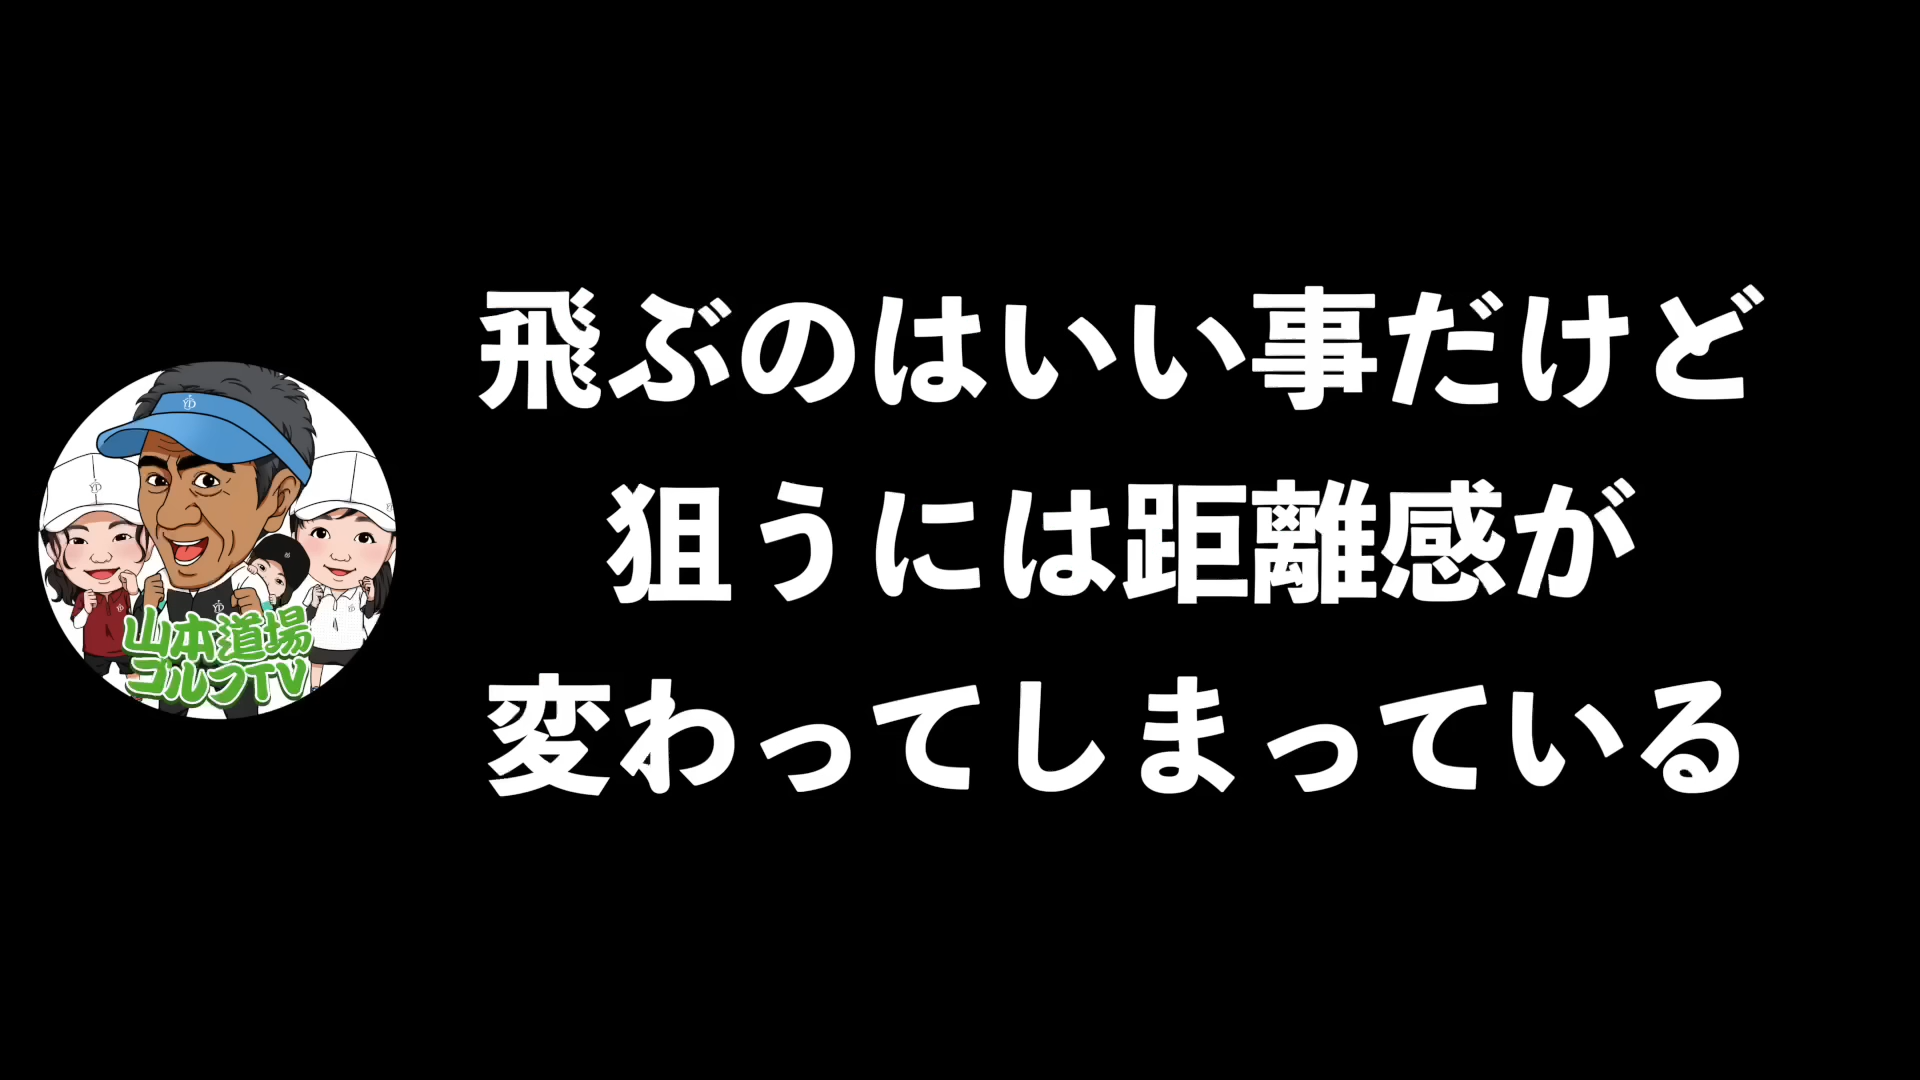 飛ぶのはいい事だけど
狙うには距離感が
変わってしまっている
山本道場
ゴルフTV